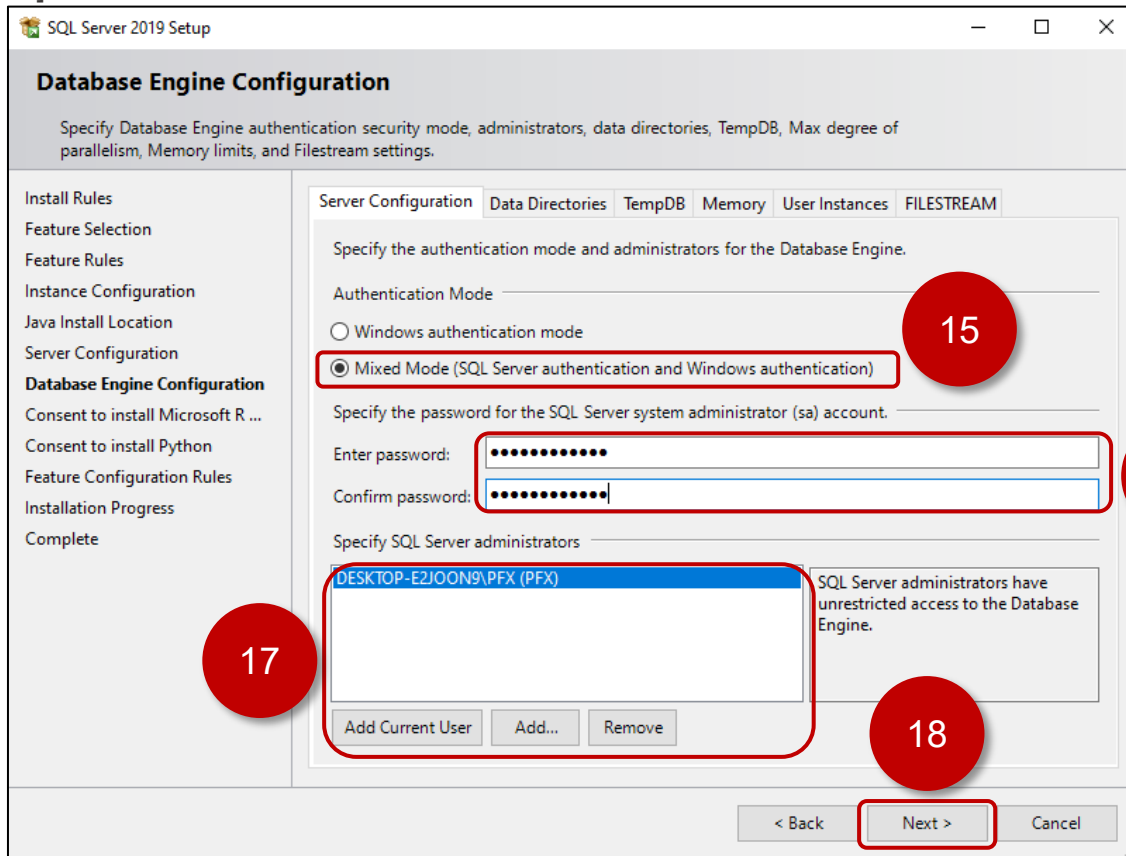 SQL Server 2019 Setup
Database Engine Configuration
Specify Database Engine authentication security mode, administrators, data directories, TempDB, Max degree of
parallelism, Memory limits, and Filestream settings.
Install Rules
Feature Selection
Feature Rules
Instance Configuration
Java Install Location
Server Configuration
Database Engine Configuration
Consent to install Microsoft R ...
Consent to install Python
Feature Configuration Rules
Installation Progress
Complete
Server Configuration Data Directories TempDB Memory User Instances FILESTREAM
Specify the authentication mode and administrators for the Database Engine.
Authentication Mode
Windows authentication mode
15
Mixed Mode (SQL Server authentication and Windows authentication)
Specify the password for the SQL Server system administrator (sa) account.
Enter password: ●●●●●●●●●●●●
Confirm password: ●●●●●●●●●●●●
Specify SQL Server administrators
DESKTOP-E2JOON9\PFX (PFX)
SQL Server administrators have
unrestricted access to the Database
Engine.
17
Add Current User Add... Remove
18
< Back Next > Cancel